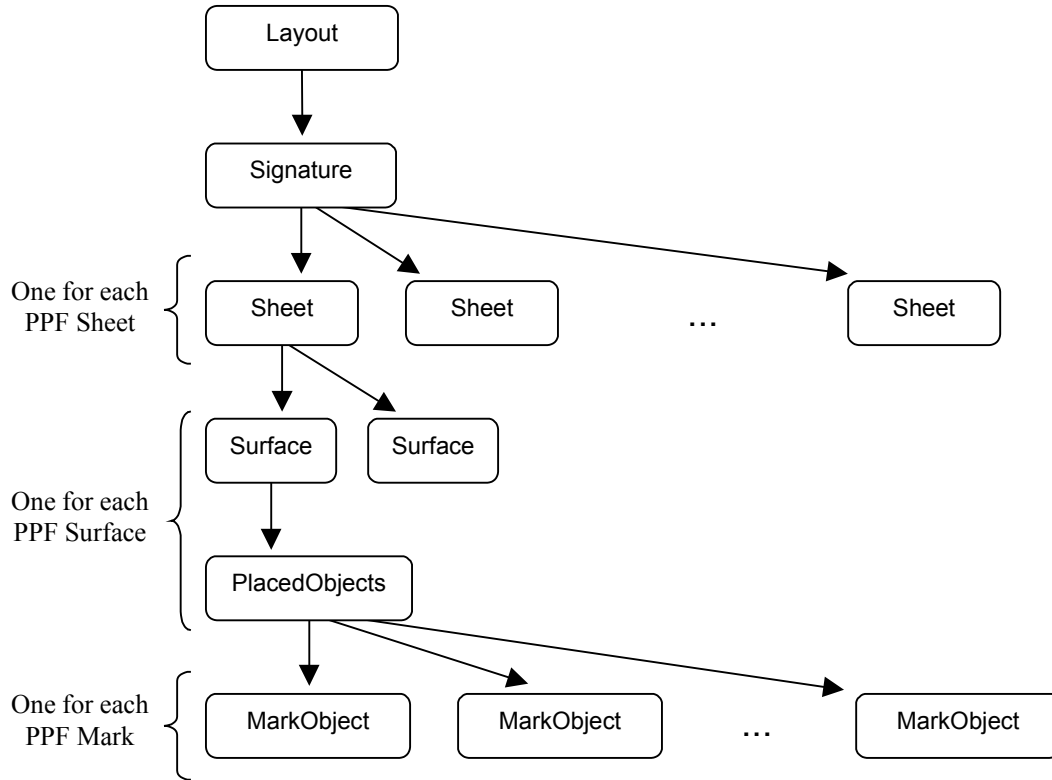 Layout
Signature
One for each
PPF Sheet
Sheet
Sheet
...
Sheet
One for each
PPF Surface
Surface
Surface
PlacedObjects
One for each
PPF Mark
MarkObject
MarkObject
...
MarkObject